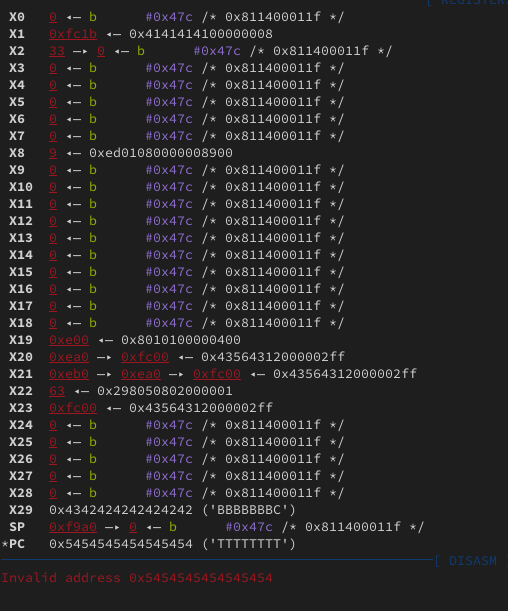 [ REGISTER
X0 0 ◂— b #0x47c /* 0x811400011f */
X1 0xfc1b ◂— 0x4141414100000008
X2 33 —▸ 0 ◂— b #0x47c /* 0x811400011f */
X3 0 ◂— b #0x47c /* 0x811400011f */
X4 0 ◂— b #0x47c /* 0x811400011f */
X5 0 ◂— b #0x47c /* 0x811400011f */
X6 0 ◂— b #0x47c /* 0x811400011f */
X7 0 ◂— b #0x47c /* 0x811400011f */
X8 9 ◂— 0xed01080000008900
X9 0 ◂— b #0x47c /* 0x811400011f */
X10 0 ◂— b #0x47c /* 0x811400011f */
X11 0 ◂— b #0x47c /* 0x811400011f */
X12 0 ◂— b #0x47c /* 0x811400011f */
X13 0 ◂— b #0x47c /* 0x811400011f */
X14 0 ◂— b #0x47c /* 0x811400011f */
X15 0 ◂— b #0x47c /* 0x811400011f */
X16 0 ◂— b #0x47c /* 0x811400011f */
X17 0 ◂— b #0x47c /* 0x811400011f */
X18 0 ◂— b #0x47c /* 0x811400011f */
X19 0xe00 ◂— 0x8010100000400
X20 0xea0 —▸ 0xfc00 ◂— 0x43564312000002ff
X21 0xeb0 —▸ 0xea0 —▸ 0xfc00 ◂— 0x43564312000002ff
X22 63 ◂— 0x298050802000001
X23 0xfc00 ◂— 0x43564312000002ff
X24 0 ◂— b #0x47c /* 0x811400011f */
X25 0 ◂— b #0x47c /* 0x811400011f */
X26 0 ◂— b #0x47c /* 0x811400011f */
X27 0 ◂— b #0x47c /* 0x811400011f */
X28 0 ◂— b #0x47c /* 0x811400011f */
X29 0x4342424242424242 ('BBBBBBBC')
SP 0xf9a0 —▸ 0 ◂— b #0x47c /* 0x811400011f */
*PC 0x5454545454545454 ('TTTTTTTT')
[ DISASM
Invalid address 0x5454545454545454